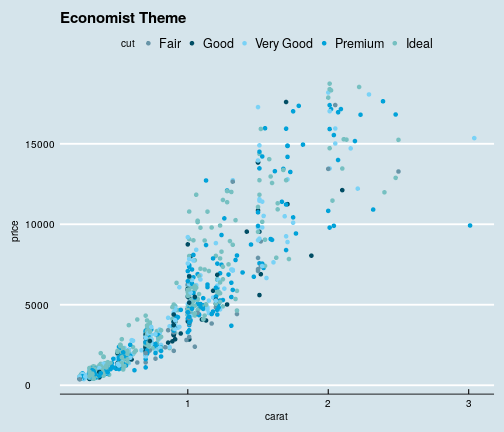 Economist Theme
cut Fair Good Very Good Premium Ideal
15000
10000
5000
0
price
1 2 3
carat